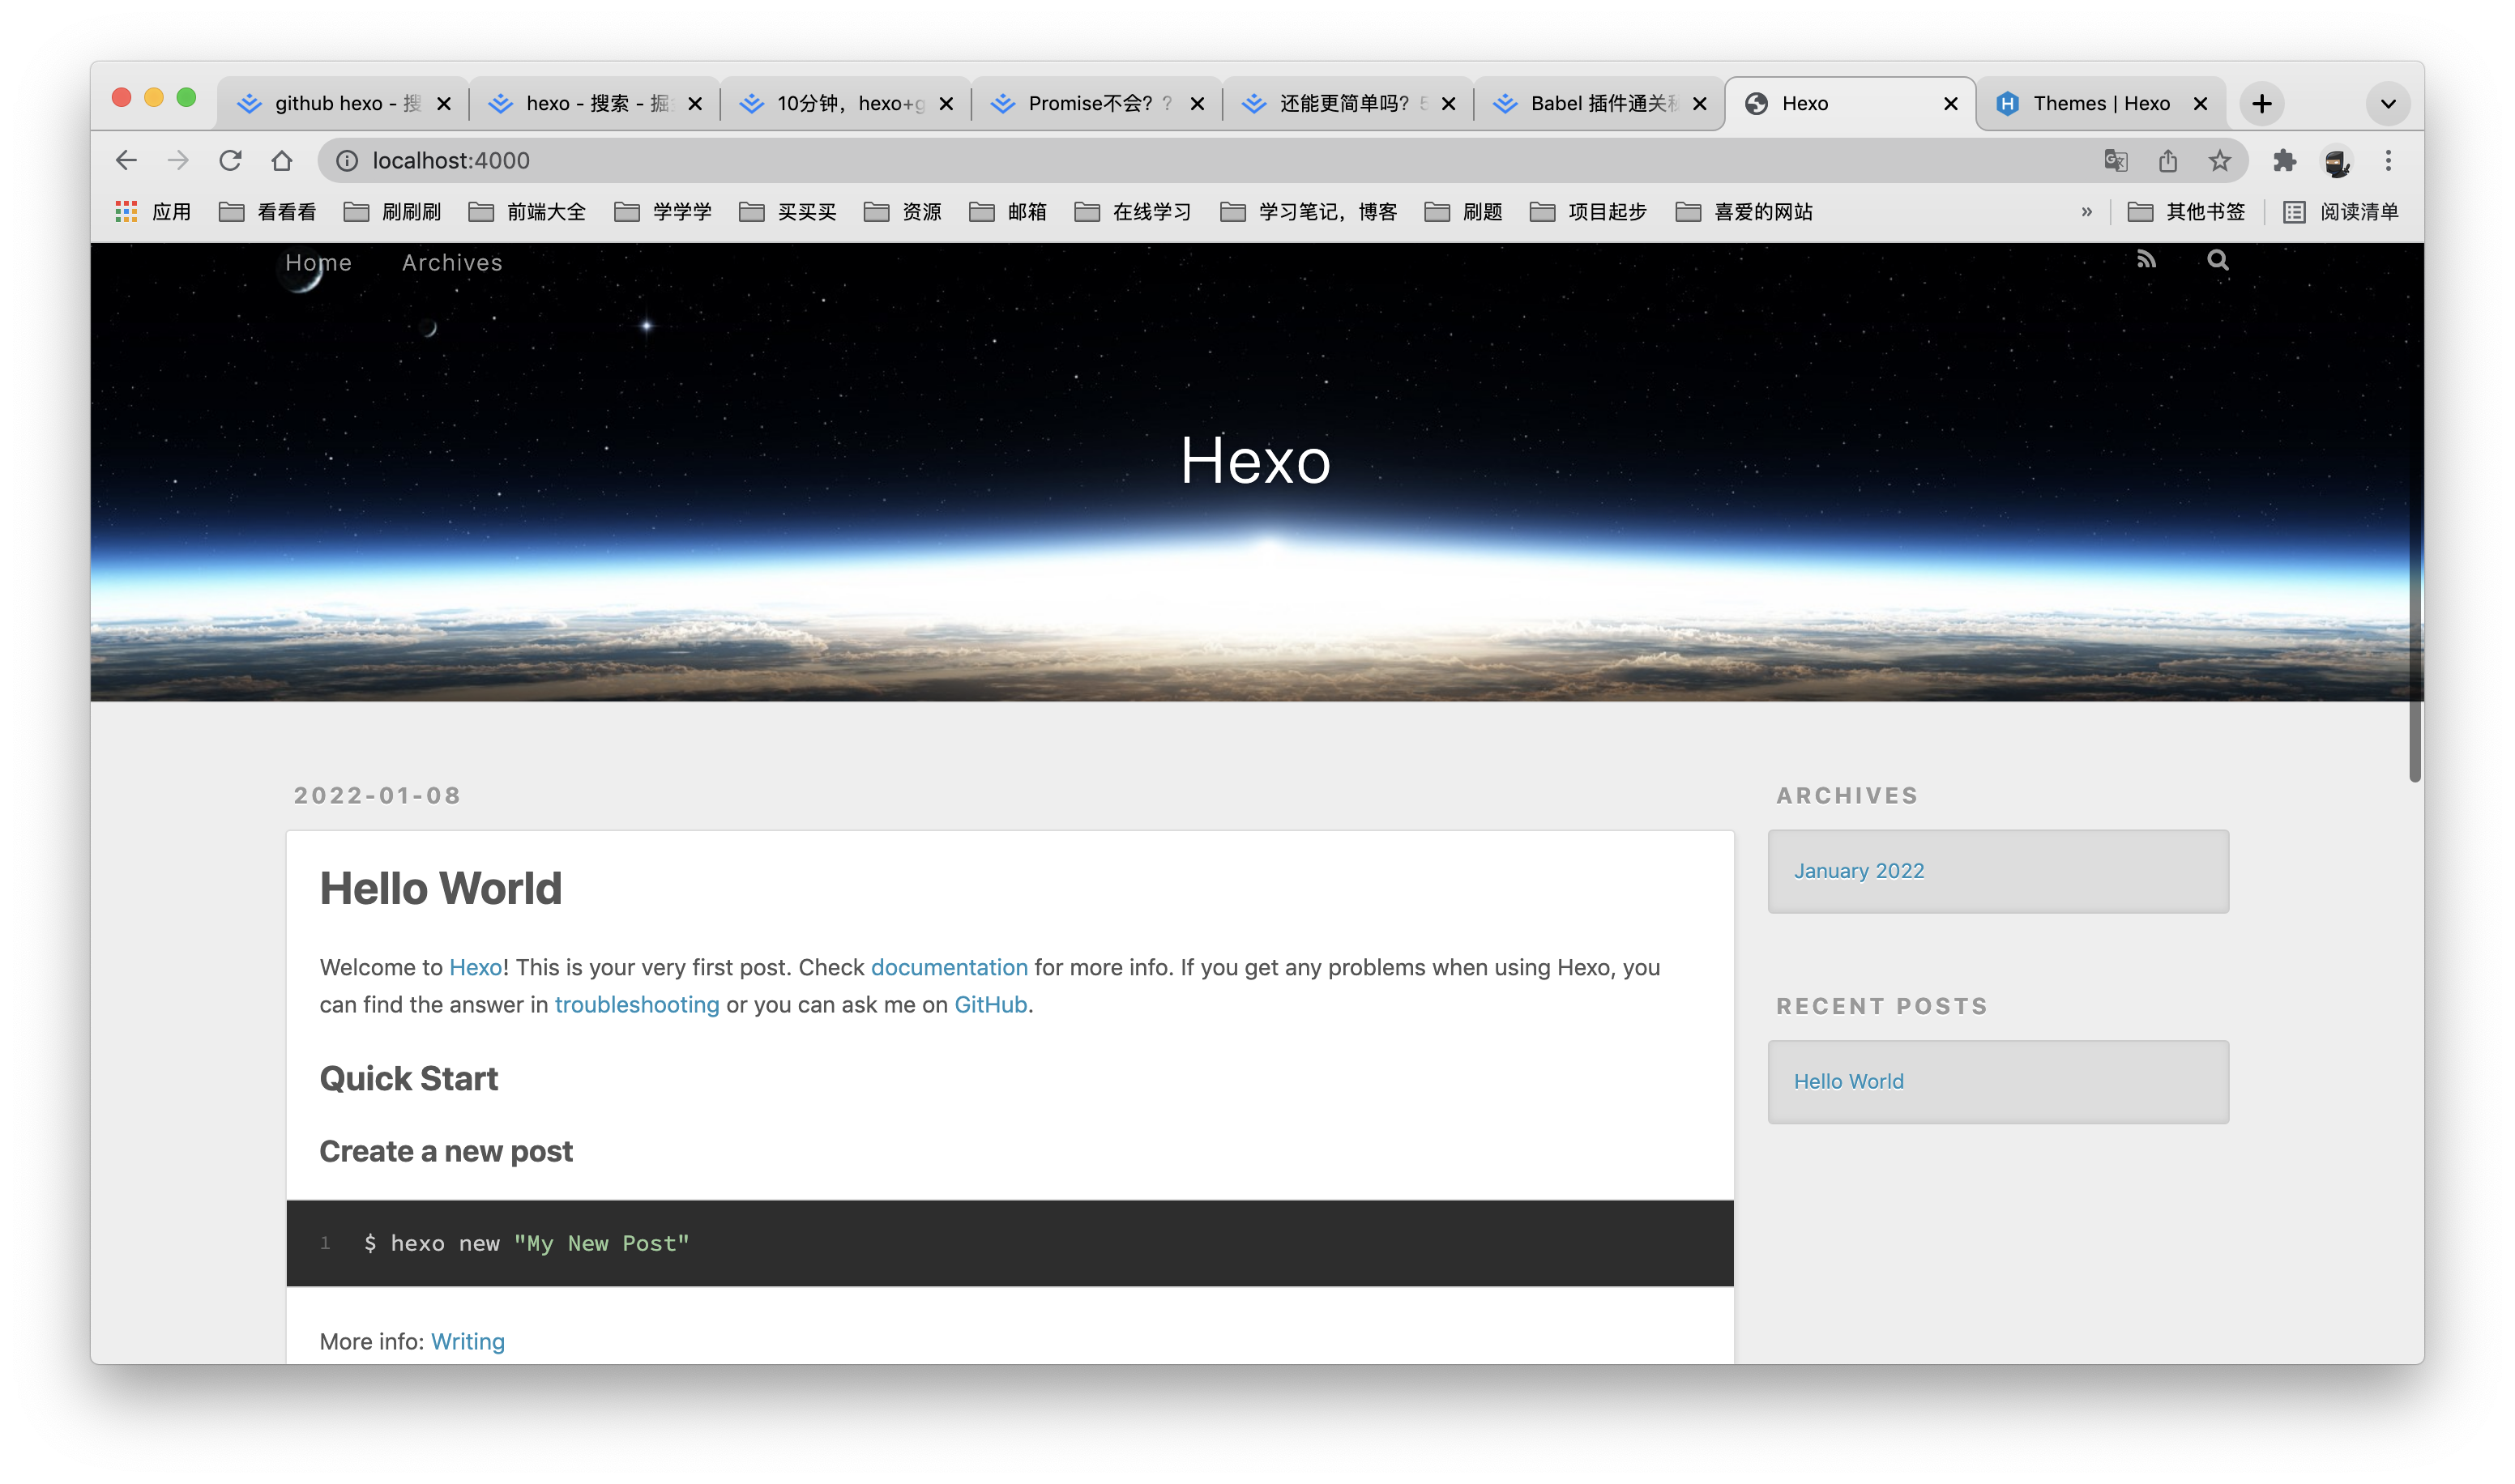 github hexo - 搜
hexo - 搜索 - 掘
10分钟，hexo+g
Promise不会？？
还能更简单吗？
Babel 插件通关
Hexo
Themes | Hexo
localhost:4000
应用
看看看
刷刷刷
前端大全
学学学
买买买
资源
邮箱
在线学习
学习笔记，博客
刷题
项目起步
喜爱的网站
»
其他书签
阅读清单
Home
Archives
Hexo
2022-01-08
Hello World
Welcome to Hexo! This is your very first post. Check documentation for more info. If you get any problems when using Hexo, you
can find the answer in troubleshooting or you can ask me on GitHub.
Quick Start
Create a new post
1 $ hexo new "My New Post"
More info: Writing
ARCHIVES
January 2022
RECENT POSTS
Hello World